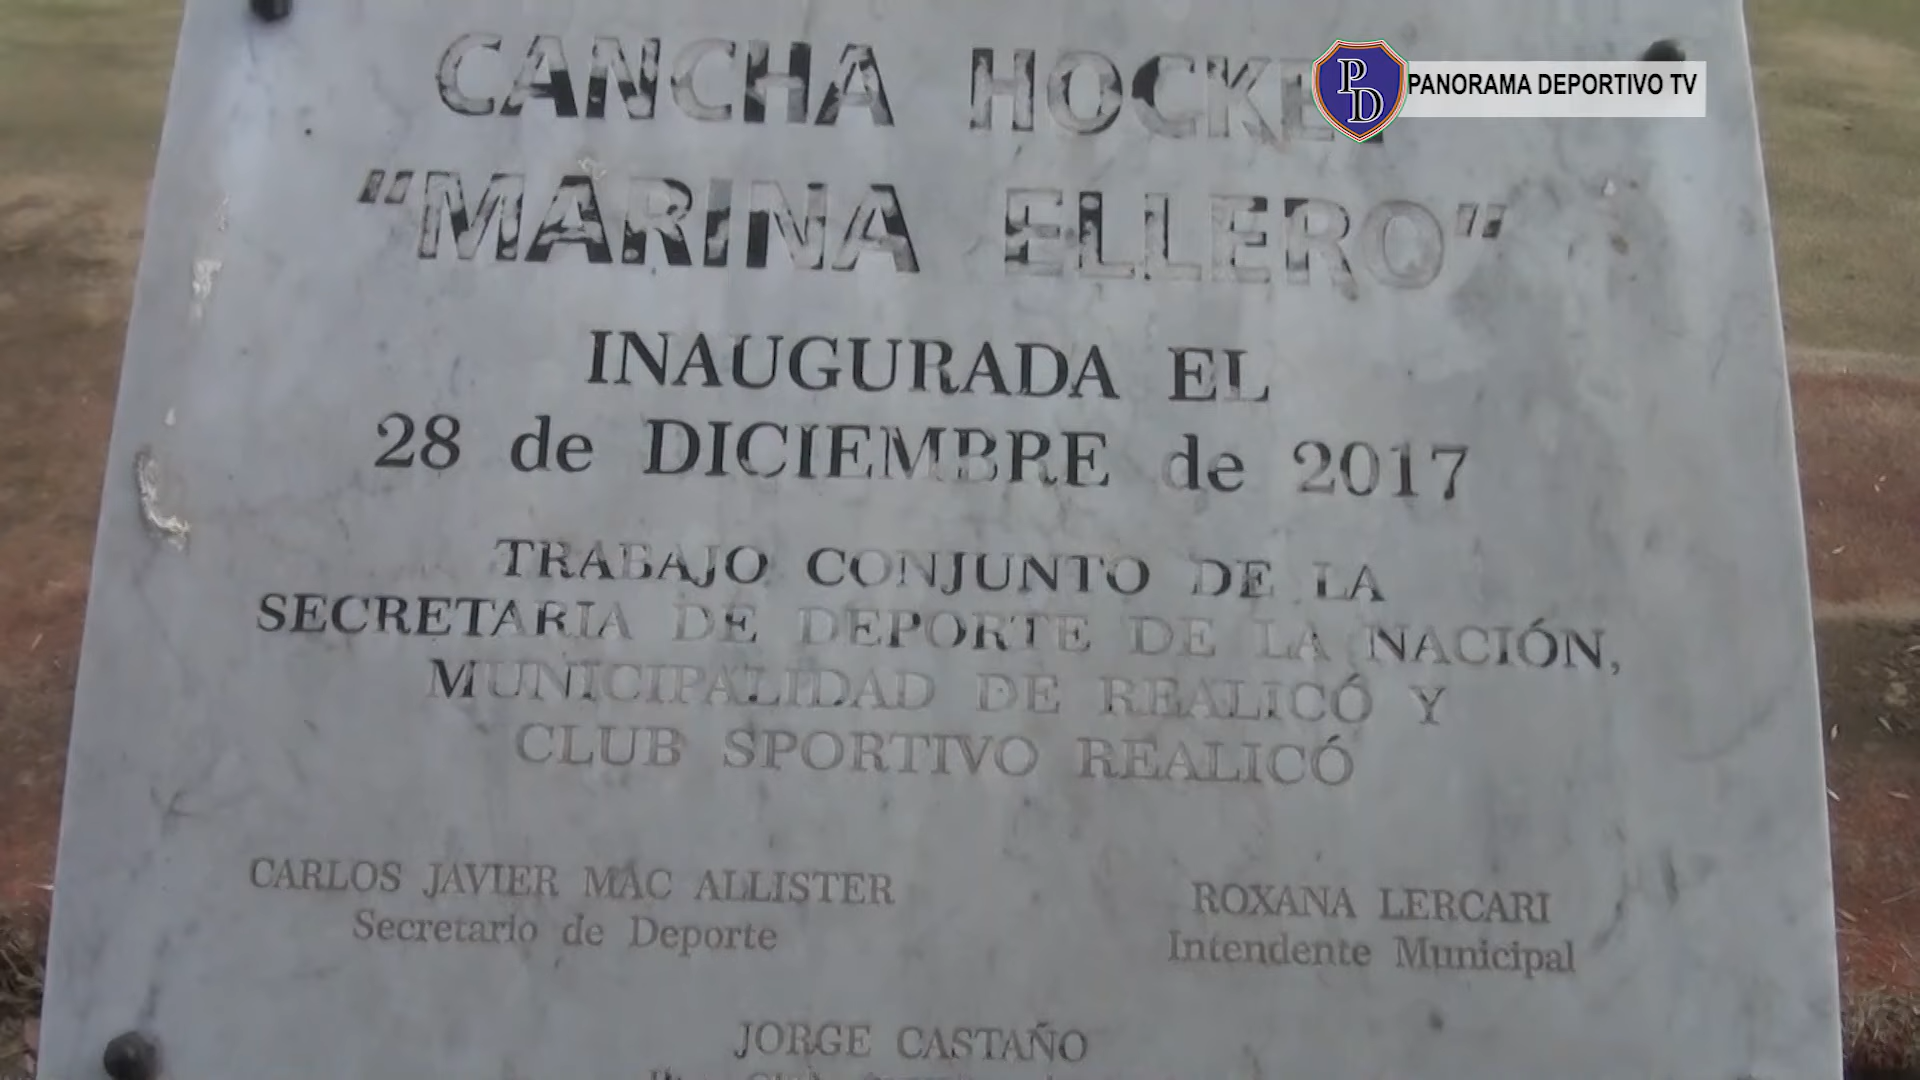 CANCHA HOCKEY
PANORAMA DEPORTIVO TV
PD
"MARINA ELLERO"
INAUGURADA EL
28 de DICIEMBRE de 2017
TRABAJO CONJUNTO DE LA
SECRETARIA DE DEPORTE DE LA NACIÓN,
MUNICIPALIDAD DE REALICÓ Y
CLUB SPORTIVO REALICÓ
CARLOS JAVIER MAC ALLISTER
Secretario de Deporte
ROXANA LERCARI
Intendente Municipal
JORGE CASTAÑO